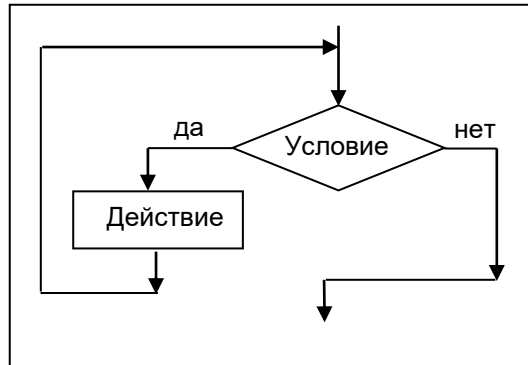 да
Условие
нет
Действие